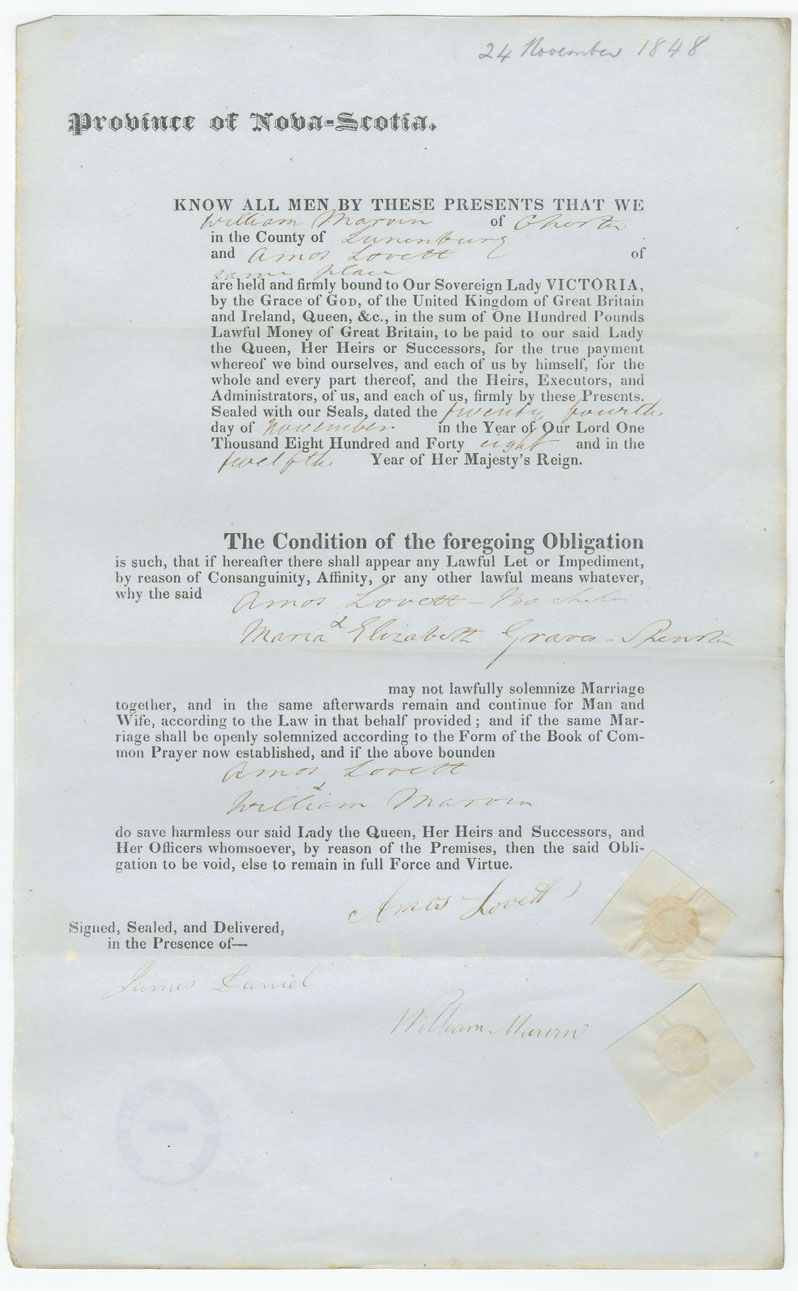 24 November 1848
Province of Nova-Scotia.
KNOW ALL MEN BY THESE PRESENTS THAT WE
William Marvin of Chester
in the County of Lunenburg
and Amos Lovett of
same place
are held and firmly bound to Our Sovereign Lady VICTORIA,
by the Grace of GOD, of the United Kingdom of Great Britain
and Ireland, Queen, &c., in the sum of One Hundred Pounds
Lawful Money of Great Britain, to be paid to our said Lady
the Queen, Her Heirs or Successors, for the true payment
whereof we bind ourselves, and each of us by himself, for the
whole and every part thereof, and the Heirs, Executors, and
Administrators, of us, and each of us, firmly by these Presents.
Sealed with our Seals, dated the twenty fourth
day of November in the Year of Our Lord One
Thousand Eight Hundred and Forty eight and in the
twelfth Year of Her Majesty's Reign.
The Condition of the foregoing Obligation
is such, that if hereafter there shall appear any Lawful Let or Impediment,
by reason of Consanguinity, Affinity, or any other lawful means whatever,
why the said
Amos Lovett - Bachelor
&
Maria Elizabeth Graves - Spinster
may not lawfully solemnize Marriage
together, and in the same afterwards remain and continue for Man and
Wife, according to the Law in that behalf provided ; and if the same Mar-
riage shall be openly solemnized according to the Form of the Book of Com-
mon Prayer now established, and if the above bounden
Amos Lovett
&
William Marvin
do save harmless our said Lady the Queen, Her Heirs and Successors, and
Her Officers whomsoever, by reason of the Premises, then the said Obli-
gation to be void, else to remain in full Force and Virtue.
Amos Lovett
Signed, Sealed, and Delivered,
in the Presence of—
James Daniel
William Marvin